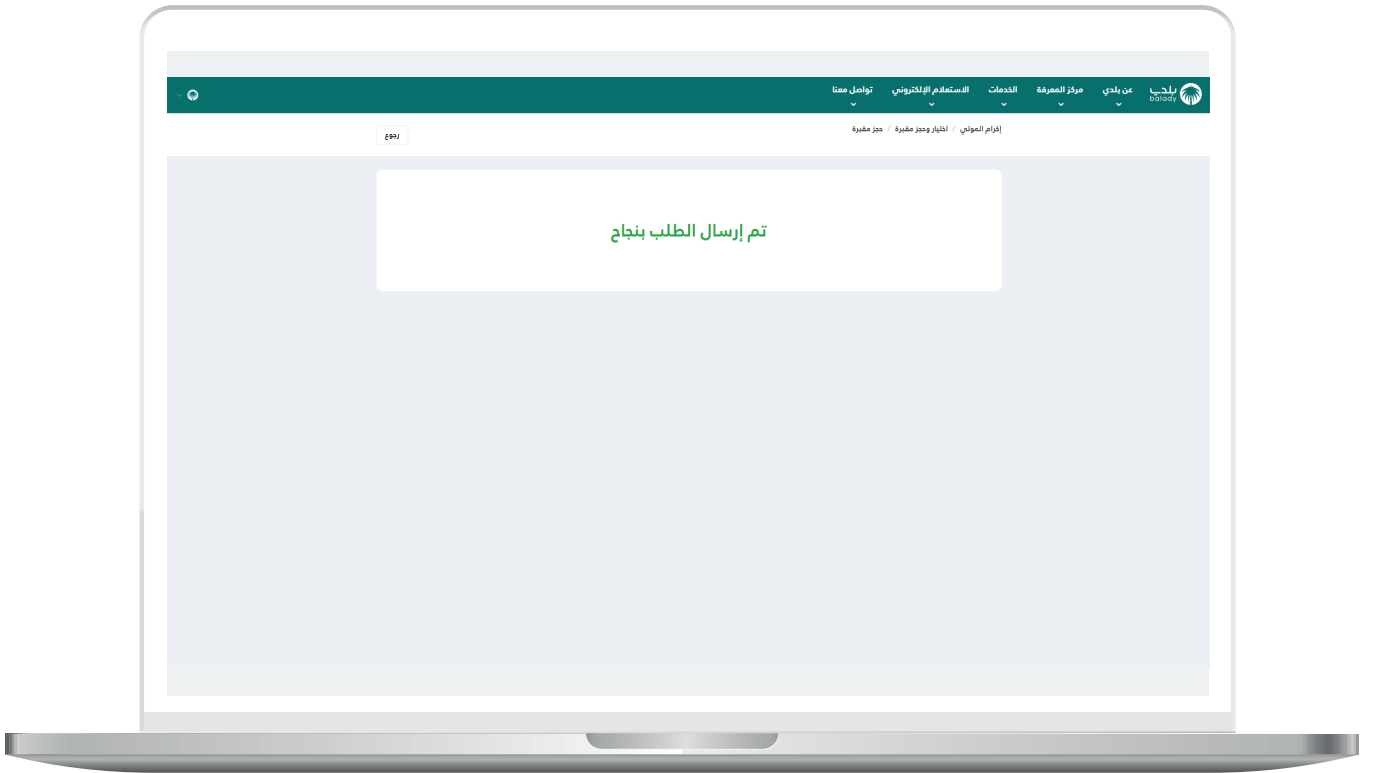 بلدي
balady
عن بلدي مركز المعرفة الخدمات الاستعلام الإلكتروني تواصل معنا
إكرام الموتى / اختيار وحجز مقبرة / حجز مقبرة
رجوع
تم إرسال الطلب بنجاح